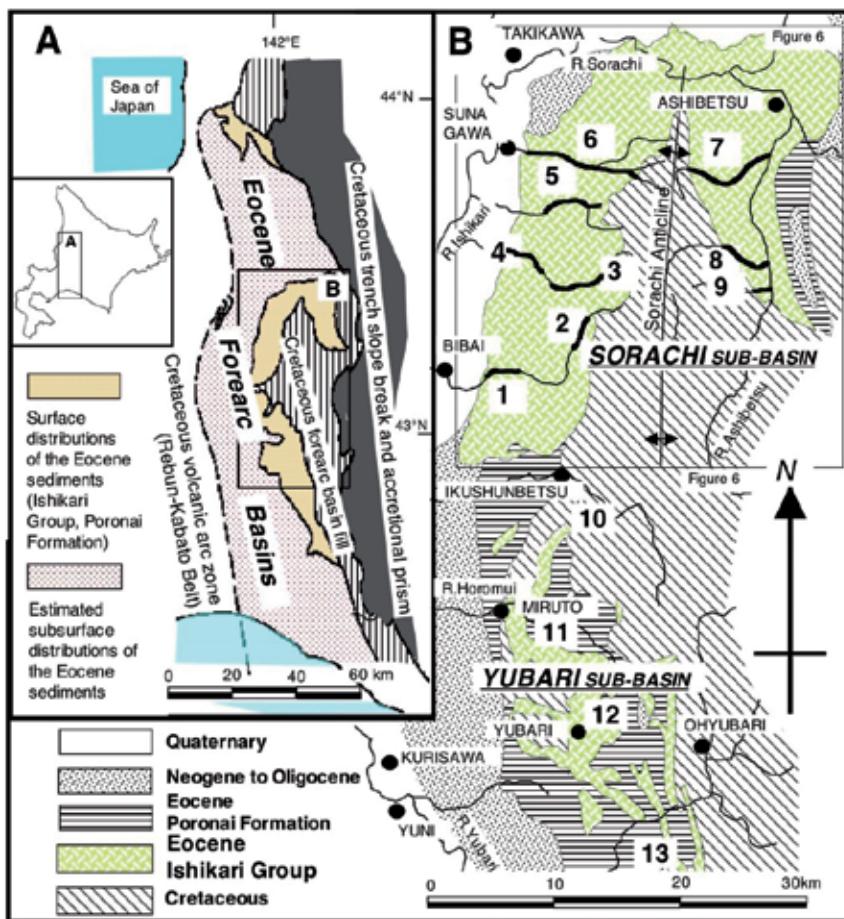 A
142°E
Sea of
Japan
44°N
A
Eocene
Forearc
Basins
B
Cretaceous trench slope break and accretional prism
Cretaceous forearc basin fill
Cretaceous volcanic arc zone
(Rebun-Kabato Belt)
43°N
Surface
distributions
of the Eocene
sediments
(Ishikari
Group, Poronai
Formation)
Estimated
subsurface
distributions of
the Eocene
sediments
0 20 40 60 km
B
TAKIKAWA
Figure 6
R.Sorachi
ASHIBETSU
SUNA
GAWA
6
7
5
R.Ishikari
4
3
8
9
Sorachi Anticline
2
SORACHI SUB-BASIN
BIBAI
1
R.Ashibetsu
Figure 6
IKUSHUNBETSU
N
10
R.Horomui
MIRUTO
11
YUBARI SUB-BASIN
12
YUBARI
OHYUBARI
KURISAWA
YUNI
R.Yubari
13
0 10 20 30km
Quaternary
Neogene to Oligocene
Eocene
Poronai Formation
Eocene
Ishikari Group
Cretaceous